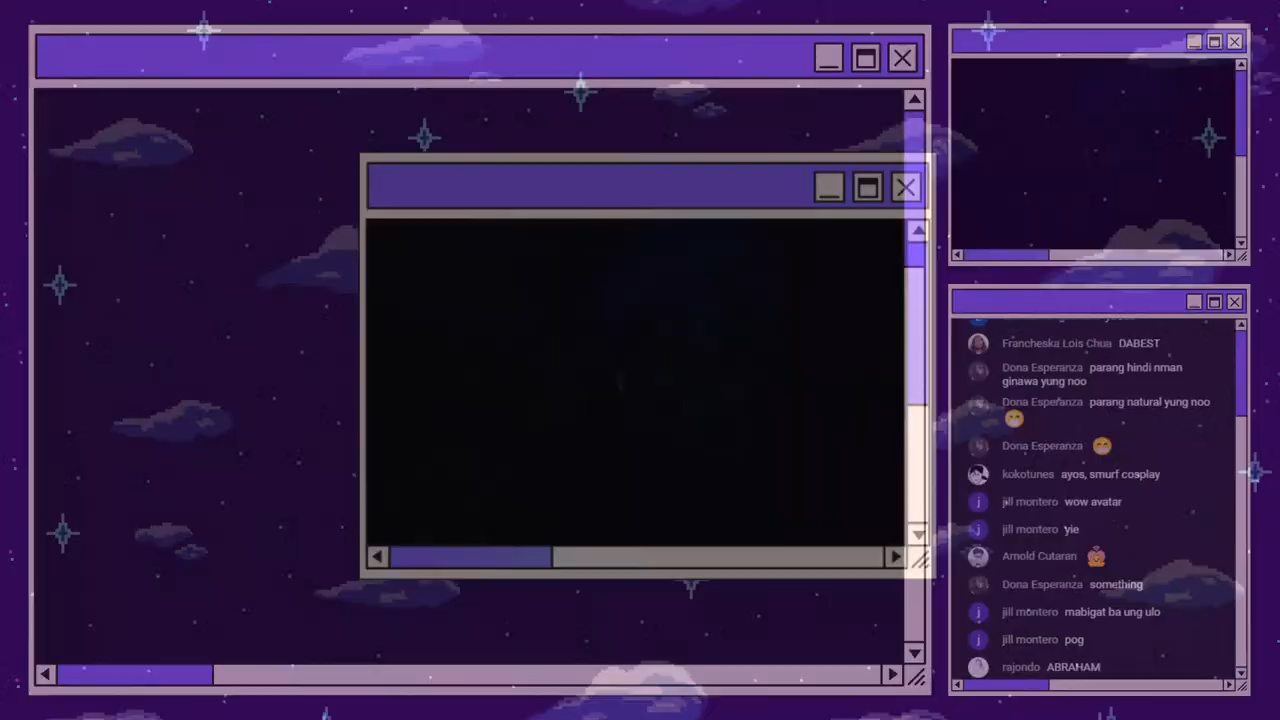 Francheska Lois Chua DABEST
Dona Esperanza parang hindi nman
ginawa yung noo
Dona Esperanza parang natural yung noo
😁
Dona Esperanza 😁
kokotunes ayos, smurf cosplay
jill montero wow avatar
jill montero yie
Arnold Cutaran
Dona Esperanza something
jill montero mabigat ba ung ulo
jill montero pog
rajondo ABRAHAM